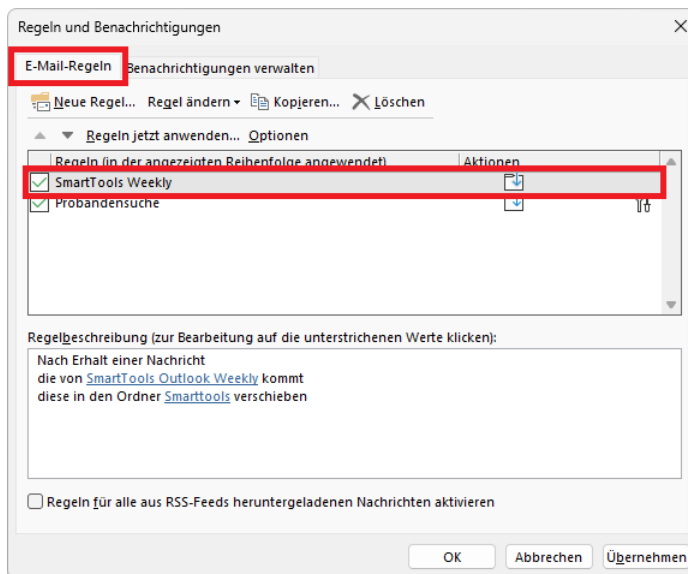 Regeln und Benachrichtigungen
E-Mail-Regeln Benachrichtigungen verwalten
Neue Regel... Regel ändern Kopieren... Löschen
Regeln jetzt anwenden... Optionen
Regeln (in der angezeigten Reihenfolge angewendet) Aktionen
SmartTools Weekly
Probandensuche
Regelbeschreibung (zur Bearbeitung auf die unterstrichenen Werte klicken):
Nach Erhalt einer Nachricht
die von SmartTools Outlook Weekly kommt
diese in den Ordner Smarttools verschieben
Regeln für alle aus RSS-Feeds heruntergeladenen Nachrichten aktivieren
OK Abbrechen Übernehmen